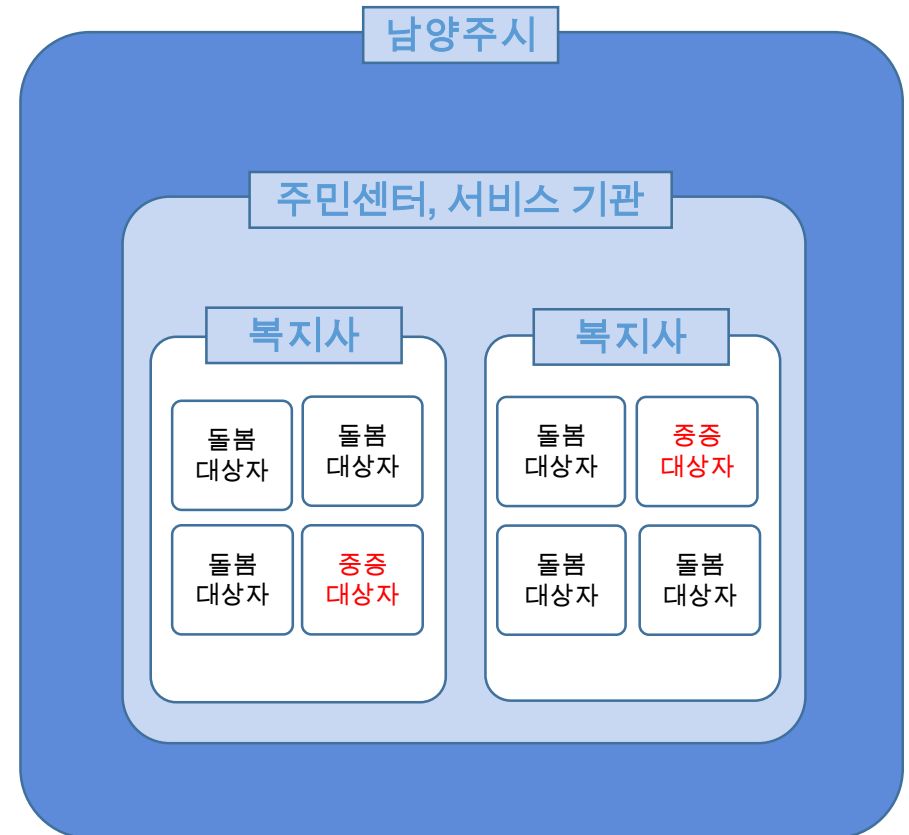 남양주시
주민센터, 서비스 기관
복지사
돌봄
대상자
돌봄
대상자
돌봄
대상자
중증
대상자
복지사
돌봄
대상자
중증
대상자
돌봄
대상자
돌봄
대상자